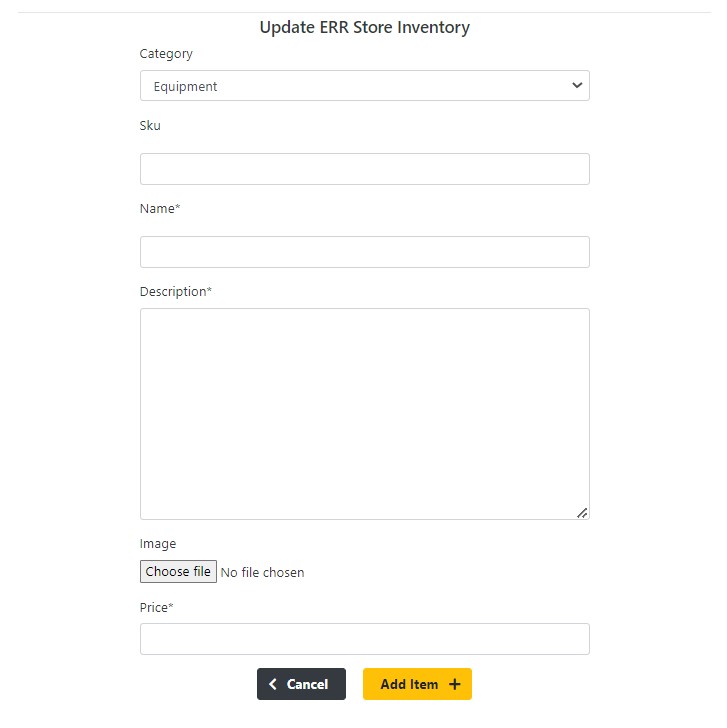 Update ERR Store Inventory
Category
Equipment
Sku
Name*
Description*
Image
Choose file No file chosen
Price*
Cancel Add Item +